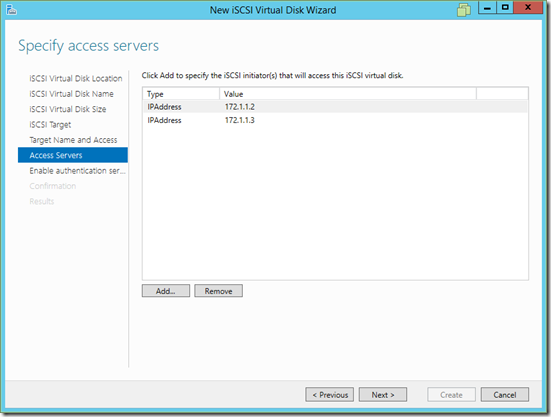 New iSCSI Virtual Disk Wizard
Specify access servers
iSCSI Virtual Disk Location
iSCSI Virtual Disk Name
iSCSI Virtual Disk Size
iSCSI Target
Target Name and Access
Access Servers
Enable authentication ser...
Confirmation
Results
Click Add to specify the iSCSI initiator(s) that will access this iSCSI virtual disk.
Type Value
IPAddress 172.1.1.2
IPAddress 172.1.1.3
Add... Remove
< Previous Next > Create Cancel